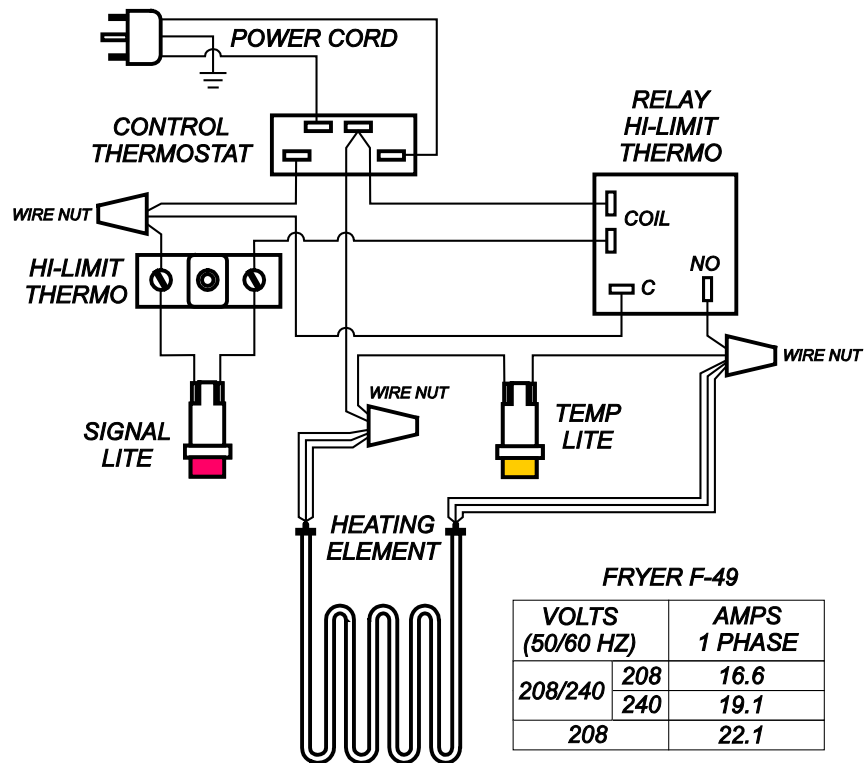 POWER CORD
CONTROL
THERMOSTAT
RELAY
HI-LIMIT
THERMO
WIRE NUT
COIL
HI-LIMIT
THERMO
NO
C
WIRE NUT
WIRE NUT
SIGNAL
LITE
TEMP
LITE
HEATING
ELEMENT
FRYER F-49
VOLTS
(50/60 HZ)
AMPS
1 PHASE
208/240
208
16.6
240
19.1
208
22.1